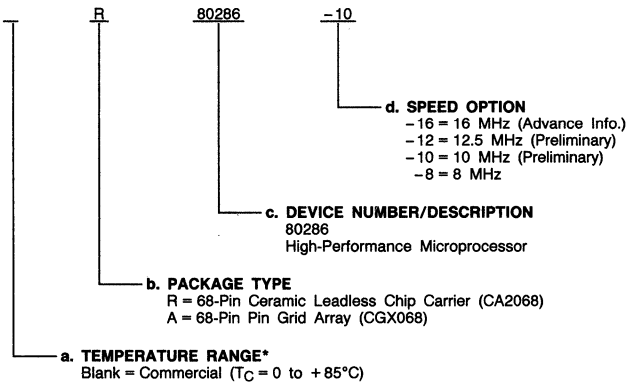 R 80286 -10
d. SPEED OPTION
-16 = 16 MHz (Advance Info.)
-12 = 12.5 MHz (Preliminary)
-10 = 10 MHz (Preliminary)
-8 = 8 MHz
c. DEVICE NUMBER/DESCRIPTION
80286
High-Performance Microprocessor
b. PACKAGE TYPE
R = 68-Pin Ceramic Leadless Chip Carrier (CA2068)
A = 68-Pin Pin Grid Array (CGX068)
a. TEMPERATURE RANGE*
Blank = Commercial (TC = 0 to +85°C)